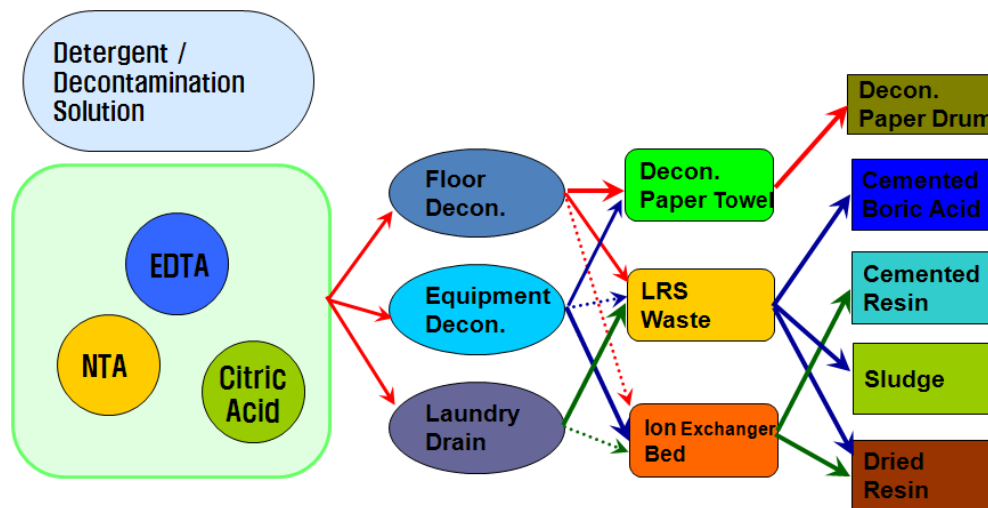 Detergent /
Decontamination
Solution
EDTA
NTA
Citric
Acid
Floor
Decon.
Equipment
Decon.
Laundry
Drain
Decon.
Paper Towel
LRS
Waste
Ion Exchanger
Bed
Decon.
Paper Drum
Cemented
Boric Acid
Cemented
Resin
Sludge
Dried
Resin